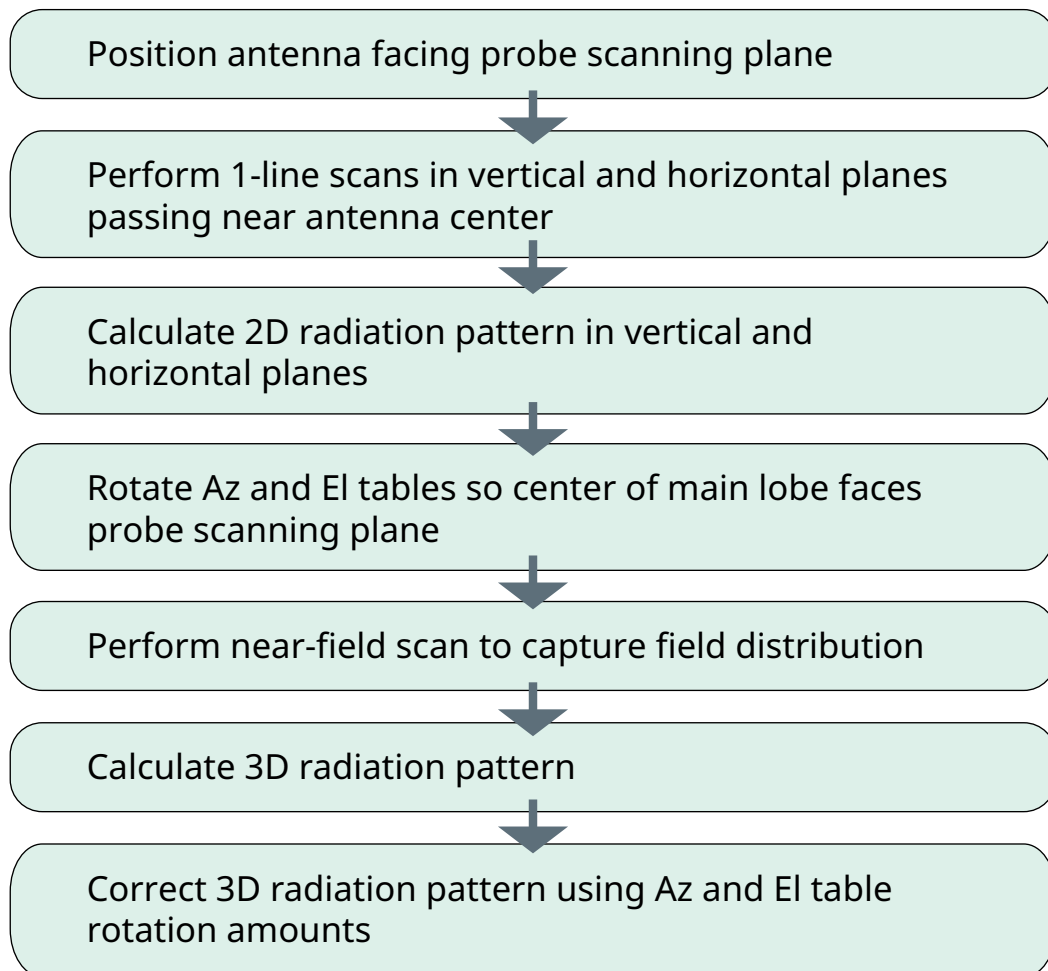 Position antenna facing probe scanning plane
Perform 1-line scans in vertical and horizontal planes
passing near antenna center
Calculate 2D radiation pattern in vertical and
horizontal planes
Rotate Az and El tables so center of main lobe faces
probe scanning plane
Perform near-field scan to capture field distribution
Calculate 3D radiation pattern
Correct 3D radiation pattern using Az and El table
rotation amounts